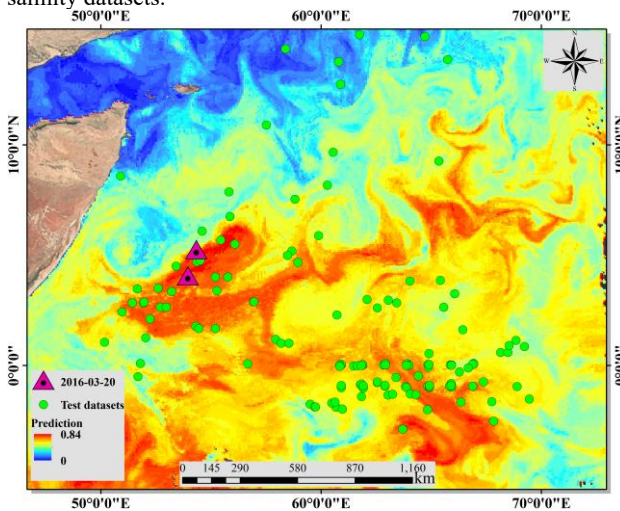 salinity datasets.
50°0'0"E 60°0'0"E 70°0'0"E
N
W E
S
10°0'0"N 10°0'0"N
0°0'0" 0°0'0"
2016-03-20
Test datasets
Prediction
0.84
0
0 145 290 580 870 1,160
km
50°0'0"E 60°0'0"E 70°0'0"E